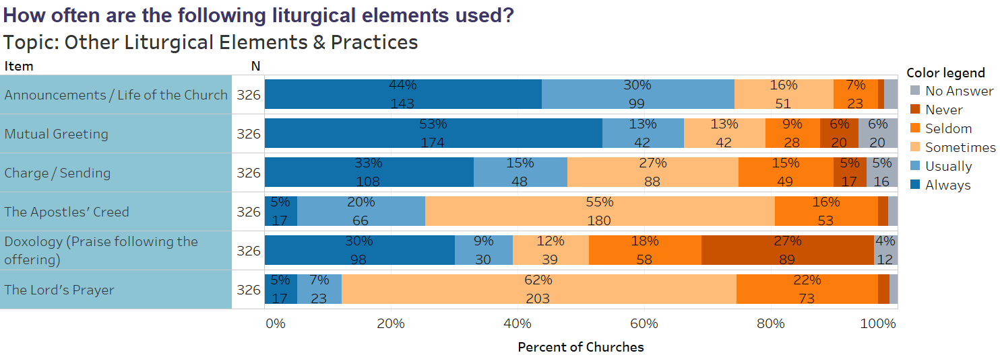 How often are the following liturgical elements used?
Topic: Other Liturgical Elements & Practices
Item N
Color legend
No Answer
Never
Seldom
Sometimes
Usually
Always
Announcements / Life of the Church 326
44% 30% 16% 7%
143 99 51 23
Mutual Greeting 326
53% 13% 13% 9% 6% 6%
174 42 42 28 20 20
Charge / Sending 326
33% 15% 27% 15% 5% 5%
108 48 88 49 17 16
The Apostles' Creed 326
5% 20% 55% 16%
17 66 180 53
Doxology (Praise following the
offering) 326
30% 9% 12% 18% 27% 4%
98 30 39 58 89 12
The Lord's Prayer 326
5% 7% 62% 22%
17 23 203 73
0% 20% 40% 60% 80% 100%
Percent of Churches